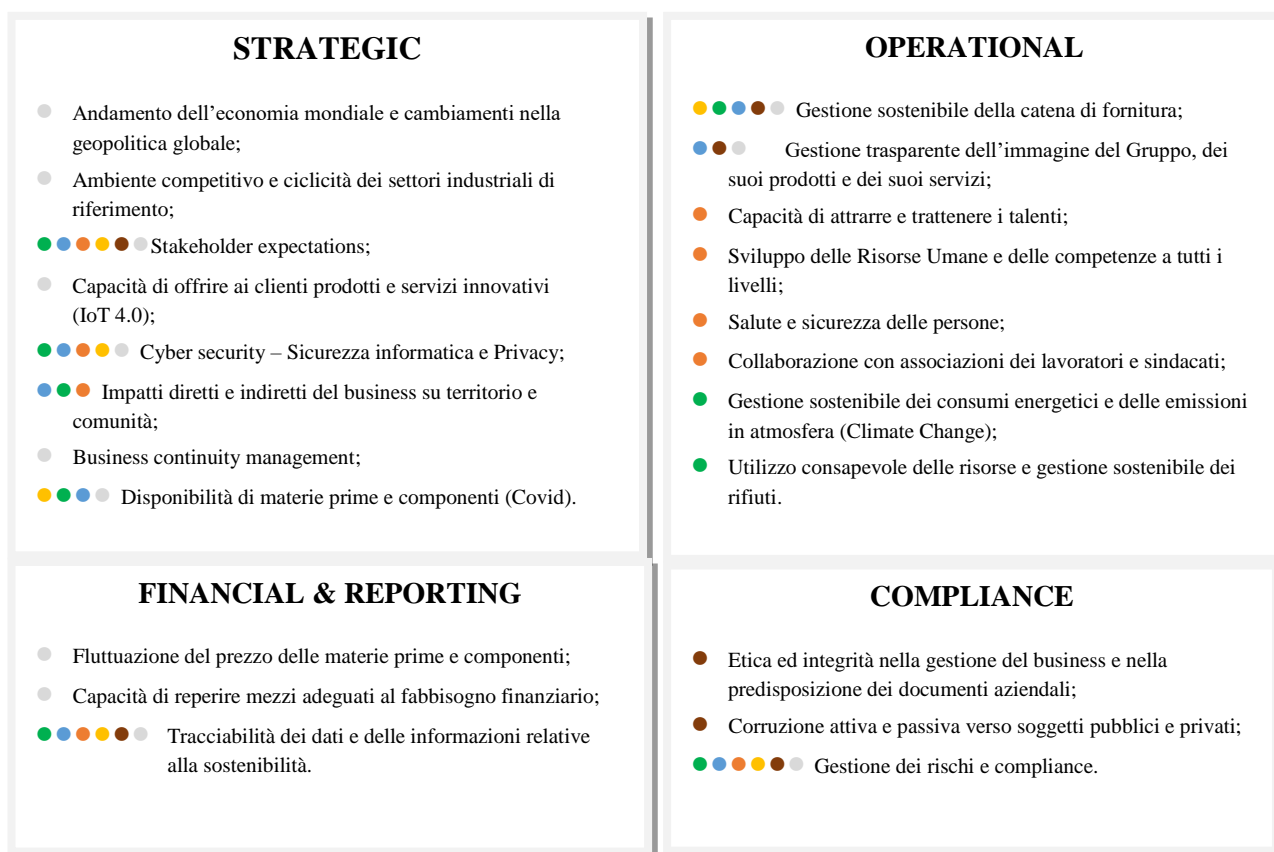 STRATEGIC
Andamento dell’economia mondiale e cambiamenti nella
geopolitica globale;
Ambiente competitivo e ciclicità dei settori industriali di
riferimento;
Stakeholder expectations;
Capacità di offrire ai clienti prodotti e servizi innovativi
(IoT 4.0);
Cyber security – Sicurezza informatica e Privacy;
Impatti diretti e indiretti del business su territorio e
comunità;
Business continuity management;
Disponibilità di materie prime e componenti (Covid).
OPERATIONAL
Gestione sostenibile della catena di fornitura;
Gestione trasparente dell’immagine del Gruppo, dei
suoi prodotti e dei suoi servizi;
Capacità di attrarre e trattenere i talenti;
Sviluppo delle Risorse Umane e delle competenze a tutti i
livelli;
Salute e sicurezza delle persone;
Collaborazione con associazioni dei lavoratori e sindacati;
Gestione sostenibile dei consumi energetici e delle emissioni
in atmosfera (Climate Change);
Utilizzo consapevole delle risorse e gestione sostenibile dei
rifiuti.
FINANCIAL & REPORTING
Fluttuazione del prezzo delle materie prime e componenti;
Capacità di reperire mezzi adeguati al fabbisogno finanziario;
Tracciabilità dei dati e delle informazioni relative
alla sostenibilità.
COMPLIANCE
Etica ed integrità nella gestione del business e nella
predisposizione dei documenti aziendali;
Corruzione attiva e passiva verso soggetti pubblici e privati;
Gestione dei rischi e compliance.